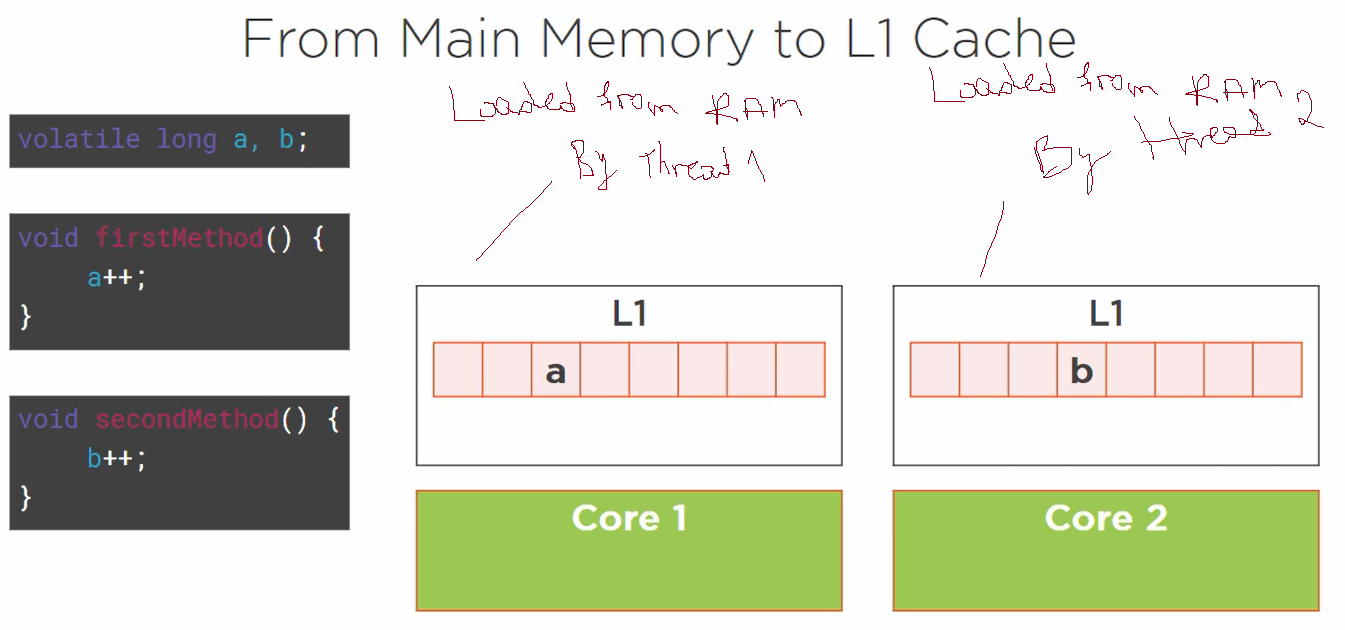 From Main Memory to L1 Cache
Loaded from RAM
By Thread 1
Loaded from RAM
By thread 2
volatile long a, b;
void firstMethod() {
a++;
}
void secondMethod() {
b++;
}
L1
a
Core 1
L1
b
Core 2